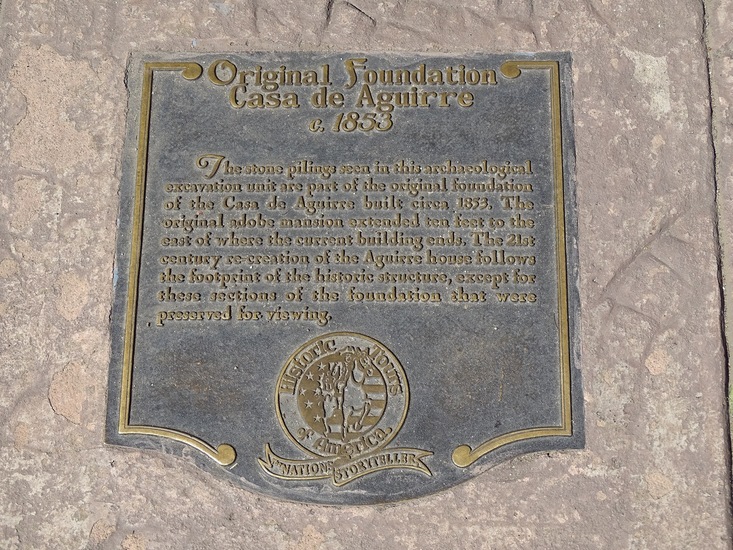 Original Foundation
Casa de Aguirre
c. 1853
The stone pilings seen in this archaeological
excavation unit are part of the original foundation
of the Casa de Aguirre built circa 1853. The
original adobe mansion extended ten feet to the
east of where the current building ends. The 21st
century re-creation of the Aguirre house follows
the footprint of the historic structure, except for
these sections of the foundation that were
preserved for viewing.
Historic Tours
of America
"NATION'S STORYTELLER"